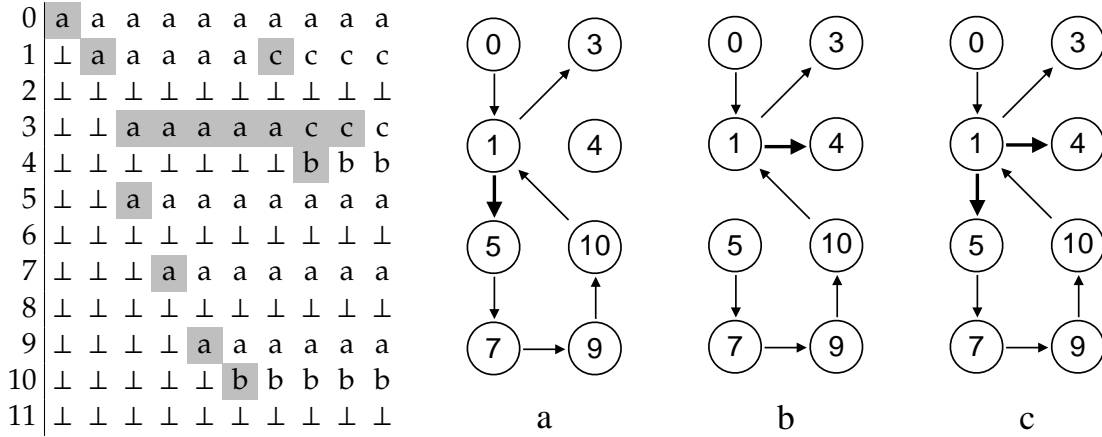 0 a a a a a a a a a a
1 ⊥ a a a a a c c c c
2 ⊥ ⊥ ⊥ ⊥ ⊥ ⊥ ⊥ ⊥ ⊥ ⊥
3 ⊥ ⊥ a a a a a c c c
4 ⊥ ⊥ ⊥ ⊥ ⊥ ⊥ ⊥ b b b
5 ⊥ ⊥ a a a a a a a a
6 ⊥ ⊥ ⊥ ⊥ ⊥ ⊥ ⊥ ⊥ ⊥ ⊥
7 ⊥ ⊥ ⊥ a a a a a a a
8 ⊥ ⊥ ⊥ ⊥ ⊥ ⊥ ⊥ ⊥ ⊥ ⊥
9 ⊥ ⊥ ⊥ ⊥ a a a a a a
10 ⊥ ⊥ ⊥ ⊥ ⊥ b b b b b
11 ⊥ ⊥ ⊥ ⊥ ⊥ ⊥ ⊥ ⊥ ⊥ ⊥
0 3
1 4
5 10
7 9
a
0 3
1 4
5 10
7 9
b
0 3
1 4
5 10
7 9
c